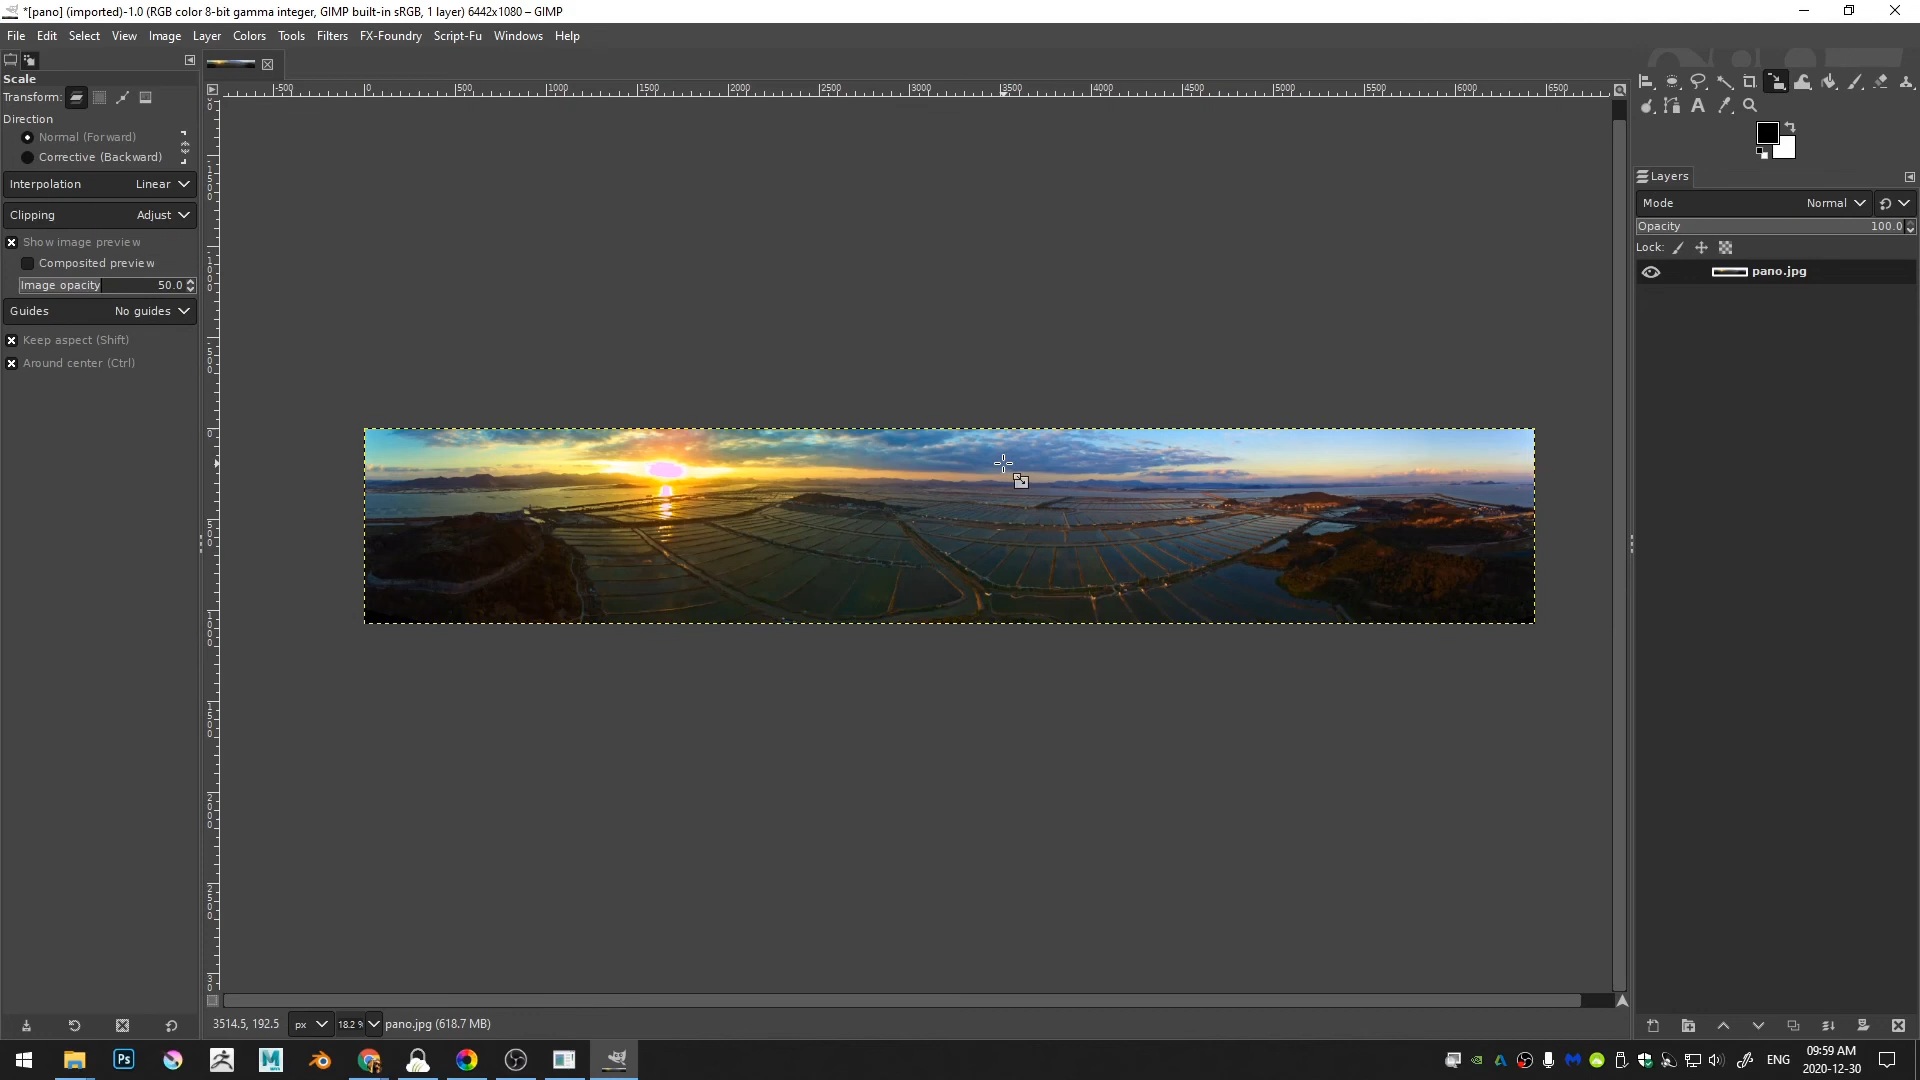 *[pano] (imported)-1.0 (RGB color 8-bit gamma integer, GIMP built-in sRGB, 1 layer) 6442x1080 – GIMP
File Edit Select View Image Layer Colors Tools Filters FX-Foundry Script-Fu Windows Help
Scale
Transform:
Direction
Normal (Forward)
Corrective (Backward)
Interpolation Linear
Clipping Adjust
Show image preview
Composited preview
Image opacity 50.0
Guides No guides
Keep aspect (Shift)
Around center (Ctrl)
-500 0 500 1000 1500 2000 2500 3000 3500 4000 4500 5000 5500 6000 6500
A
Layers
Mode Normal
Opacity 100.0
Lock:
pano.jpg
3514.5, 192.5 px 18.2 % pano.jpg (618.7 MB)
Ps
M
ENG
09:59 AM
2020-12-30